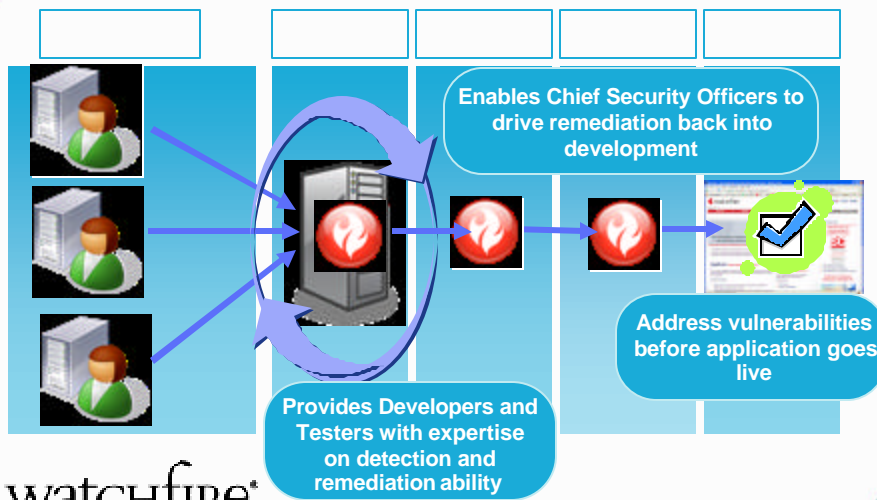 Enables Chief Security Officers to
drive remediation back into
development
Address vulnerabilities
before application goes
live
Provides Developers and
Testers with expertise
on detection and
remediation ability
watchfire